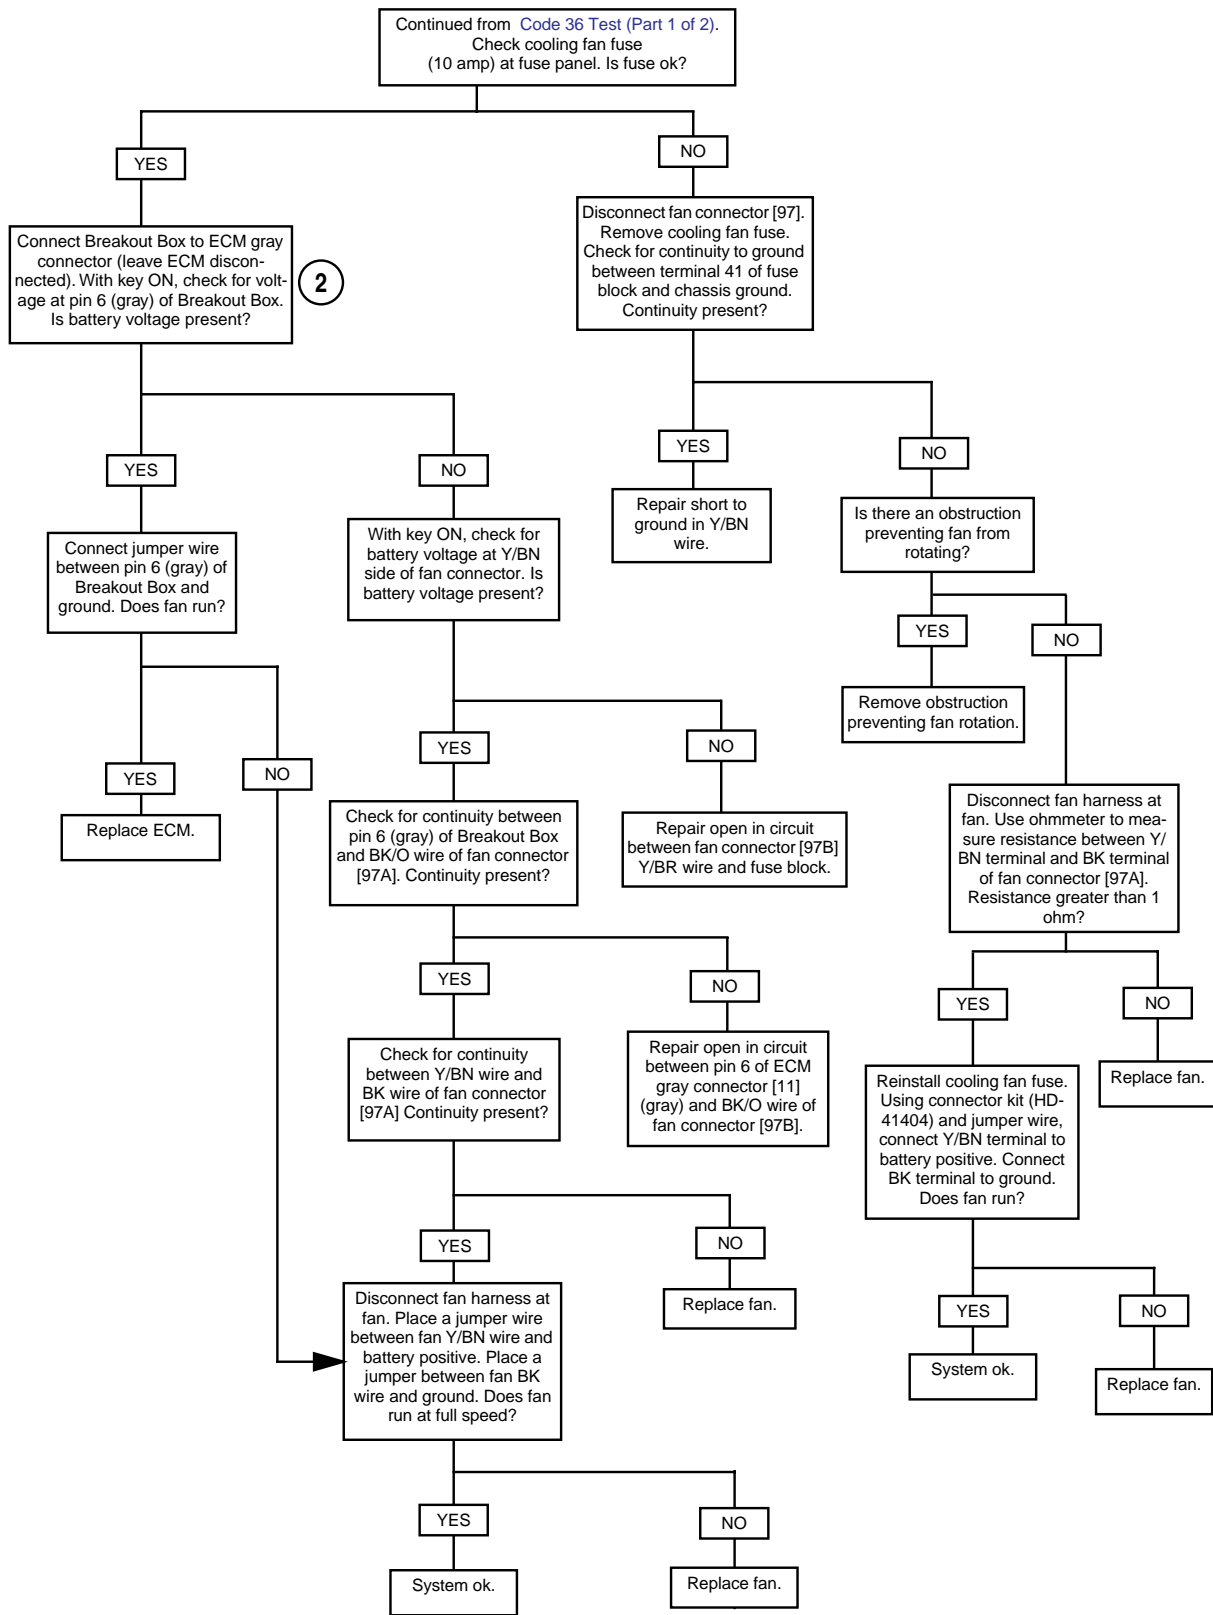 Continued from Code 36 Test (Part 1 of 2).
Check cooling fan fuse
(10 amp) at fuse panel. Is fuse ok?
YES
NO
Connect Breakout Box to ECM gray
connector (leave ECM discon-
nected). With key ON, check for volt-
age at pin 6 (gray) of Breakout Box.
Is battery voltage present?
2
Disconnect fan connector [97].
Remove cooling fan fuse.
Check for continuity to ground
between terminal 41 of fuse
block and chassis ground.
Continuity present?
YES
NO
YES
NO
Connect jumper wire
between pin 6 (gray) of
Breakout Box and
ground. Does fan run?
With key ON, check for
battery voltage at Y/BN
side of fan connector. Is
battery voltage present?
Repair short to
ground in Y/BN
wire.
Is there an obstruction
preventing fan from
rotating?
YES
NO
Remove obstruction
preventing fan rotation.
YES
NO
YES
NO
Replace ECM.
Check for continuity between
pin 6 (gray) of Breakout Box
and BK/O wire of fan connector
[97A]. Continuity present?
Repair open in circuit
between fan connector [97B]
Y/BR wire and fuse block.
Disconnect fan harness at
fan. Use ohmmeter to mea-
sure resistance between Y/
BN terminal and BK terminal
of fan connector [97A].
Resistance greater than 1
ohm?
YES
NO
YES
NO
Check for continuity
between Y/BN wire and
BK wire of fan connector
[97A] Continuity present?
Repair open in circuit
between pin 6 of ECM
gray connector [11]
(gray) and BK/O wire of
fan connector [97B].
Reinstall cooling fan fuse.
Using connector kit (HD-
41404) and jumper wire,
connect Y/BN terminal to
battery positive. Connect
BK terminal to ground.
Does fan run?
Replace fan.
YES
NO
YES
NO
Disconnect fan harness at
fan. Place a jumper wire
between fan Y/BN wire and
battery positive. Place a
jumper between fan BK
wire and ground. Does fan
run at full speed?
Replace fan.
System ok.
Replace fan.
YES
NO
System ok.
Replace fan.